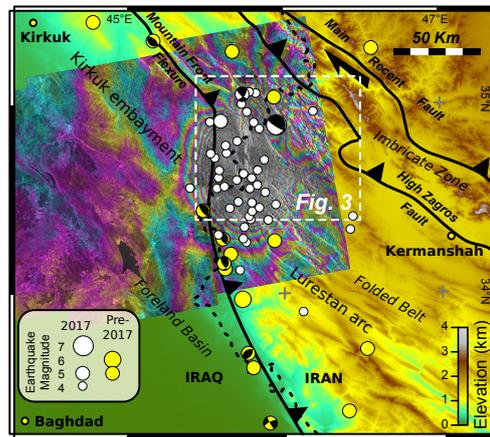 45°E
47°E
Kirkuk
Mountain Front
Flexure
Main
Recent
Fault
50 Km
35°N
Kirkuk embayment
Imbricate Zone
High Zagros
Fault
Fig. 3
Kermanshah
34°N
Foreland Basin
Lurestan arc
Folded Belt
IRAQ
IRAN
Baghdad
Earthquake
Magnitude
2017
Pre-
2017
7
6
5
4
Elevation (km)
4
3
2
1
0